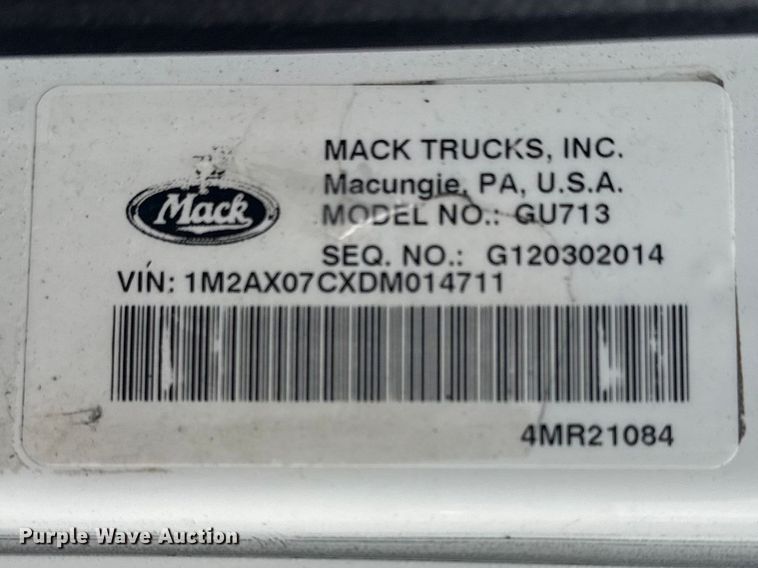 MACK TRUCKS, INC.
Macungie, PA, U.S.A.
Mack
MODEL NO.: GU713
SEQ. NO.: G120302014
VIN: 1M2AX07CXDM014711
4MR21084
Purple Wave Auction